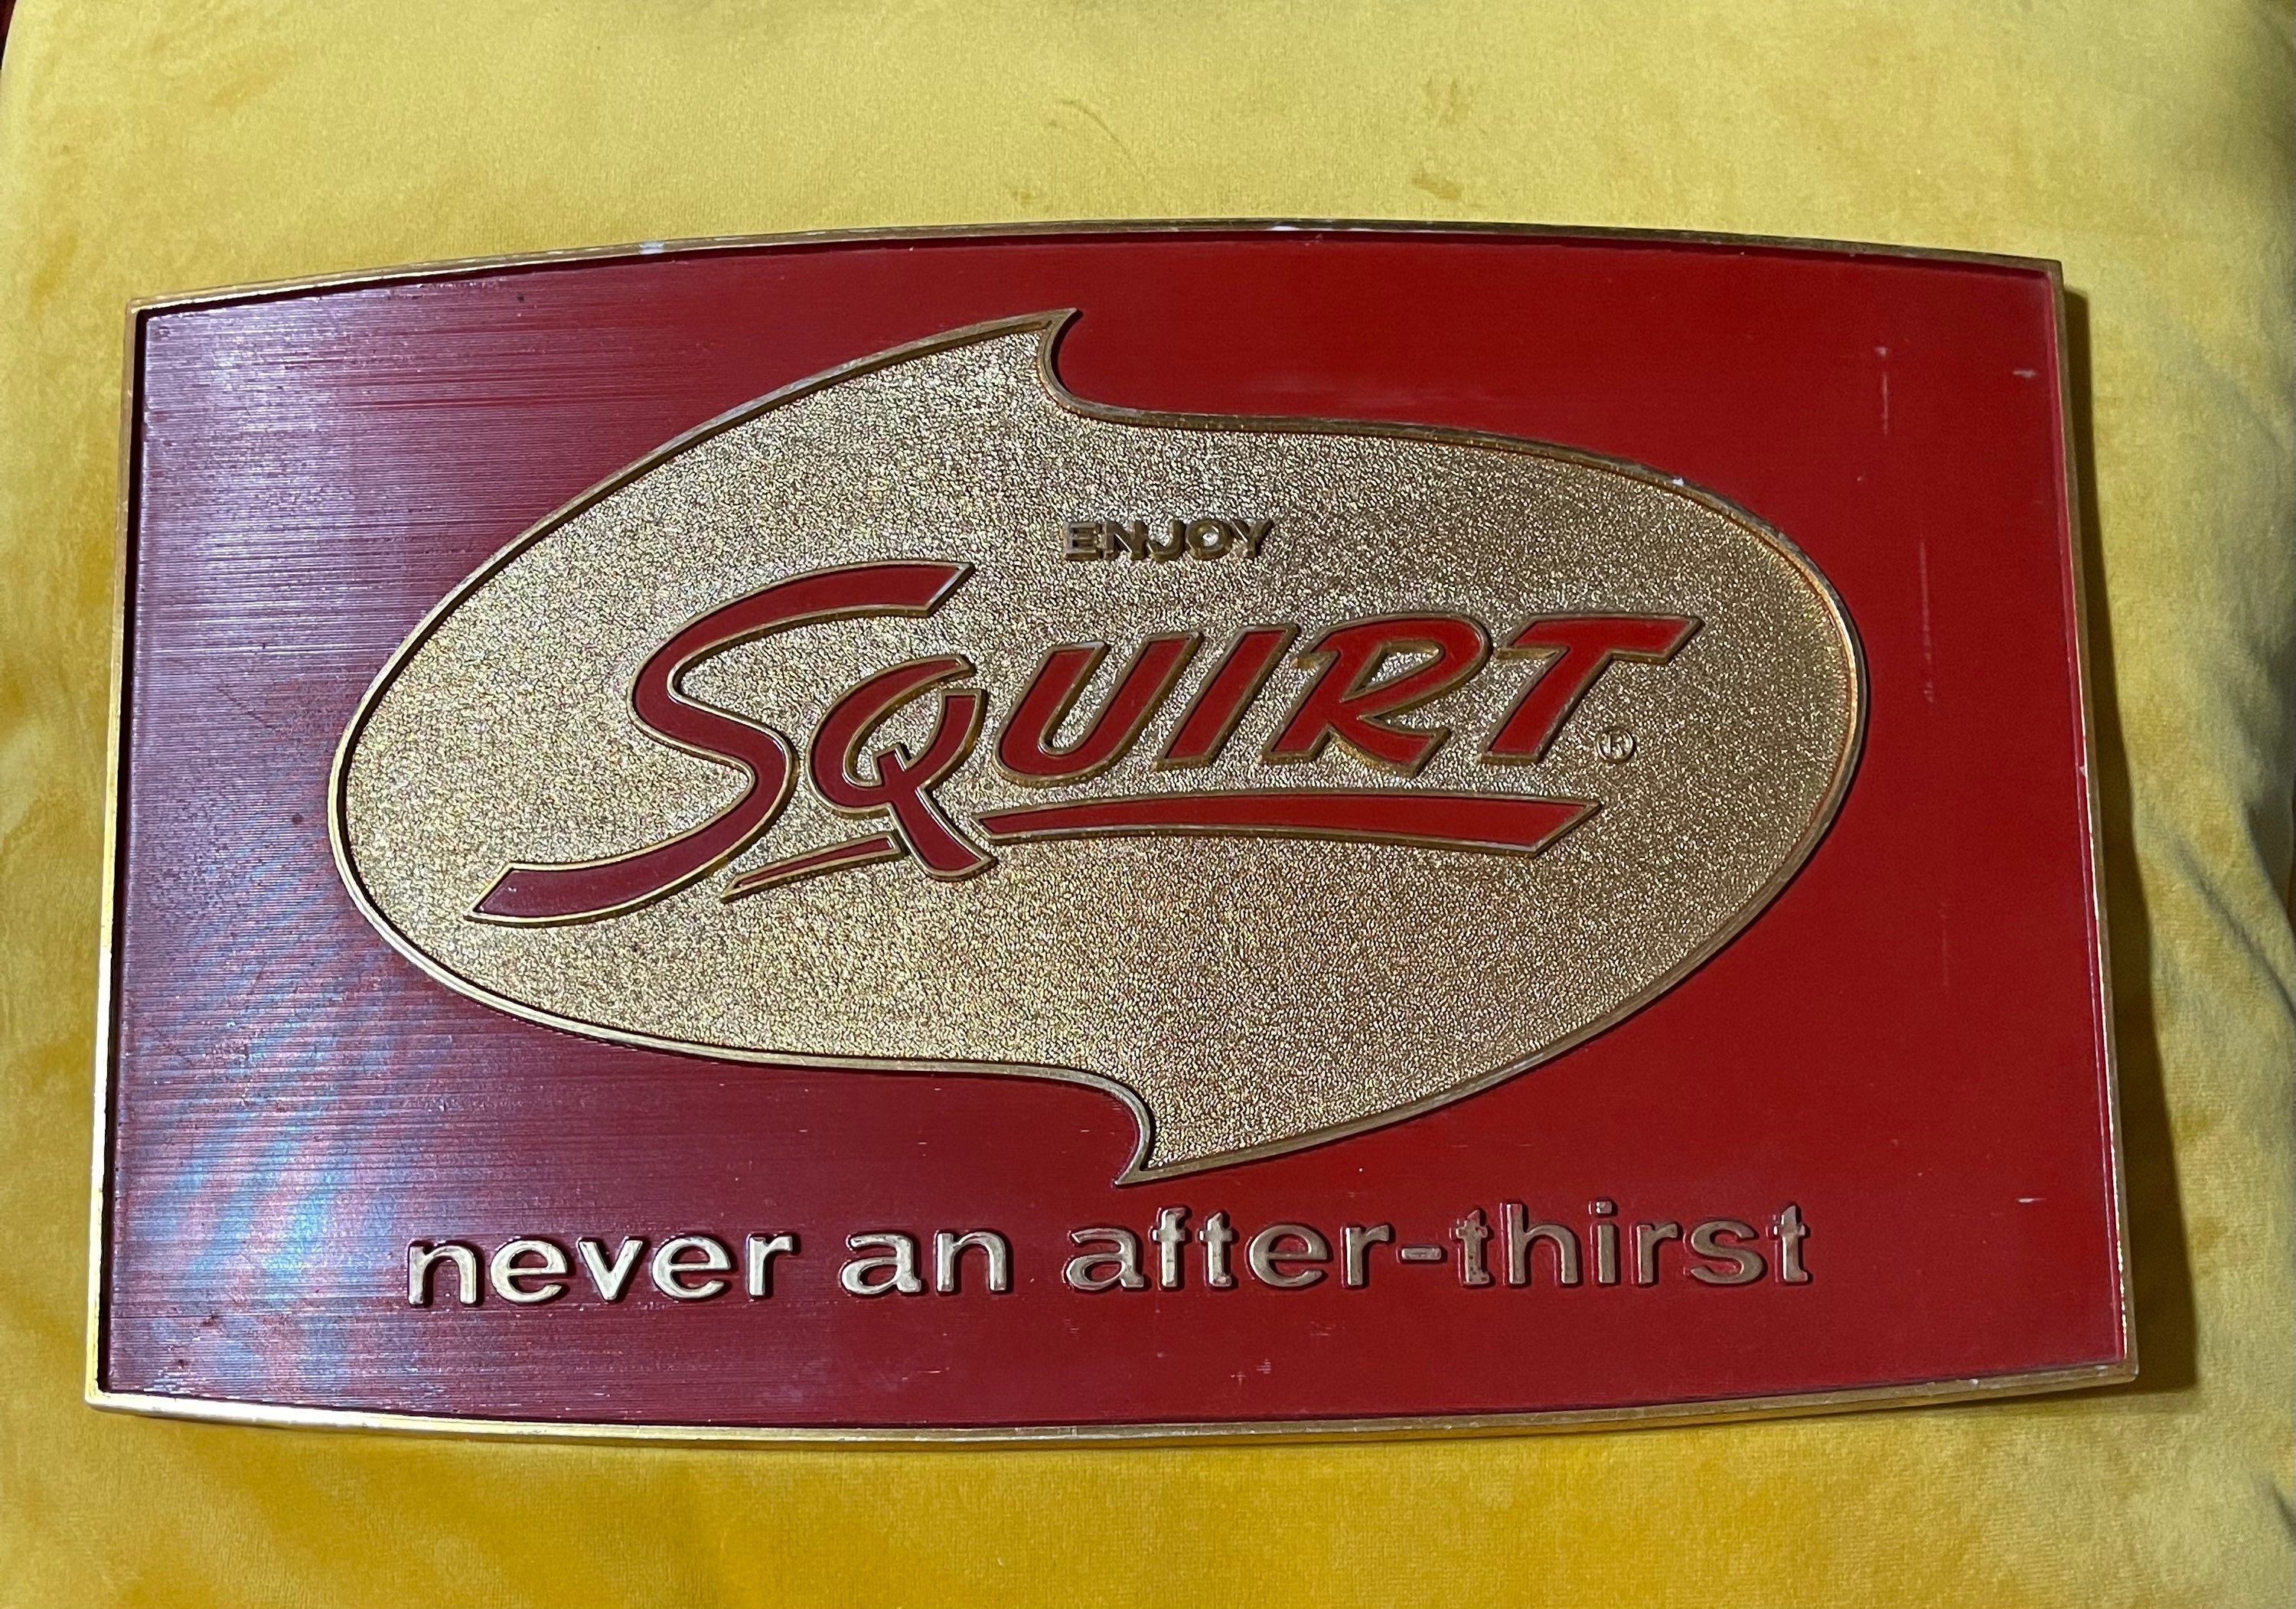 ENJOY
SQUIRT®
never an after-thirst